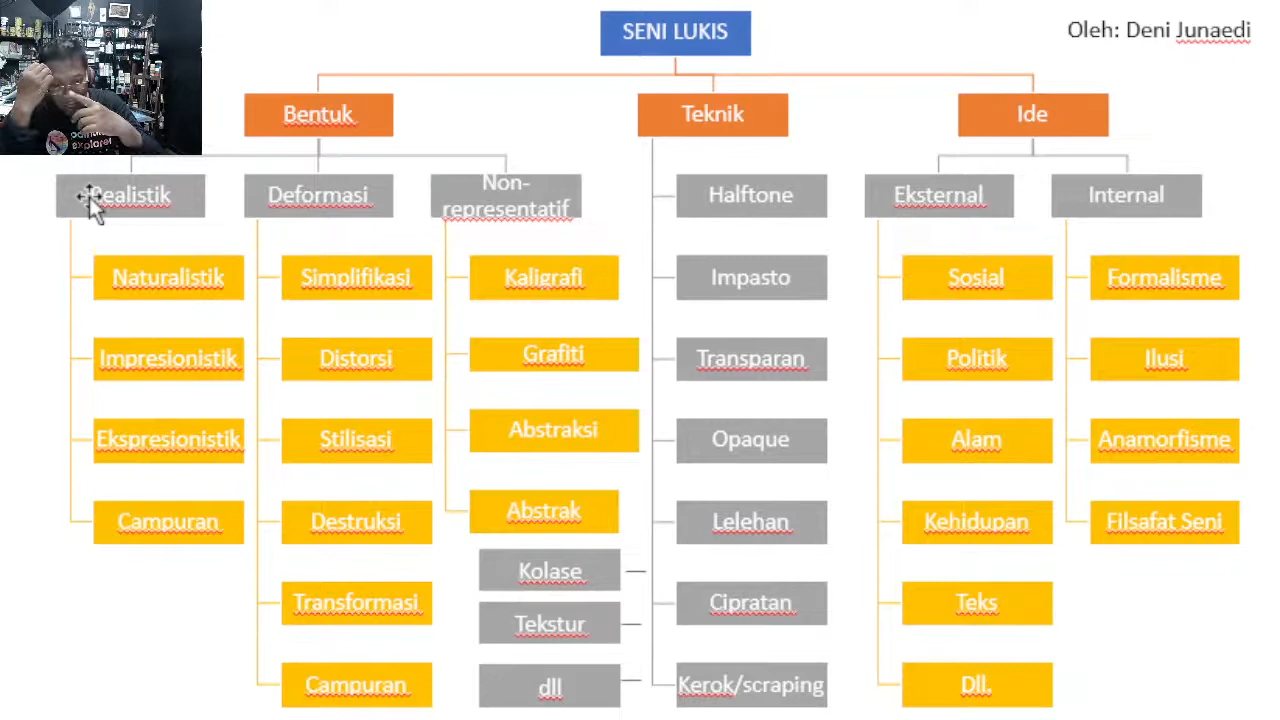 SENI LUKIS
Oleh: Deni Junaedi
Bentuk
Teknik
Ide
Realistik
Deformasi
Non-
representatif
Halftone
Eksternal
Internal
Naturalistik
Simplifikasi
Kaligrafi
Impasto
Sosial
Formalisme
Impresionistik
Distorsi
Grafiti
Transparan
Politik
Ilusi
Ekspresionistik
Stilisasi
Abstraksi
Opaque
Alam
Anamorfisme
Campuran
Destruksi
Abstrak
Lelehan
Kehidupan
Filsafat Seni
Kolase
Transformasi
Tekstur
Cipratan
Teks
Campuran
dll
Kerok/scraping
Dll.
explorer